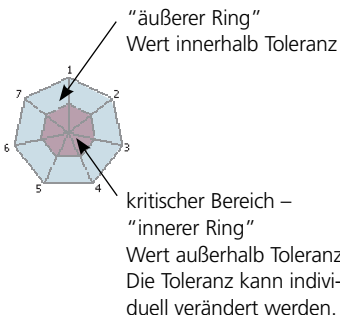 “äußerer Ring”
Wert innerhalb Toleranz
1
7
2
6
3
5
4
kritischer Bereich –
“innerer Ring”
Wert außerhalb Toleranz
Die Toleranz kann indivi-
duell verändert werden.